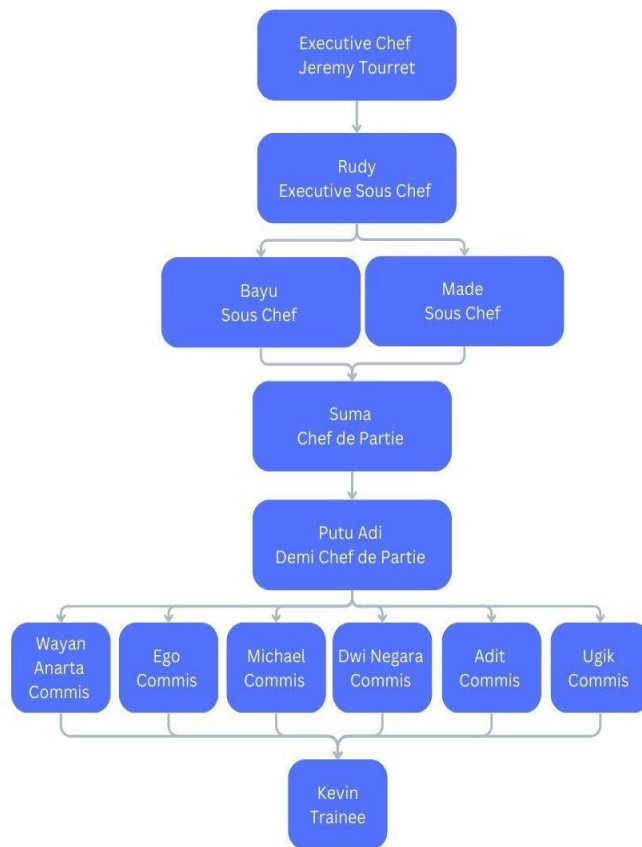 Executive Chef
Jeremy Tourret
Rudy
Executive Sous Chef
Bayu
Sous Chef
Made
Sous Chef
Suma
Chef de Partie
Putu Adi
Demi Chef de Partie
Wayan
Anarta
Commis
Ego
Commis
Michael
Commis
Dwi Negara
Commis
Adit
Commis
Ugik
Commis
Kevin
Trainee